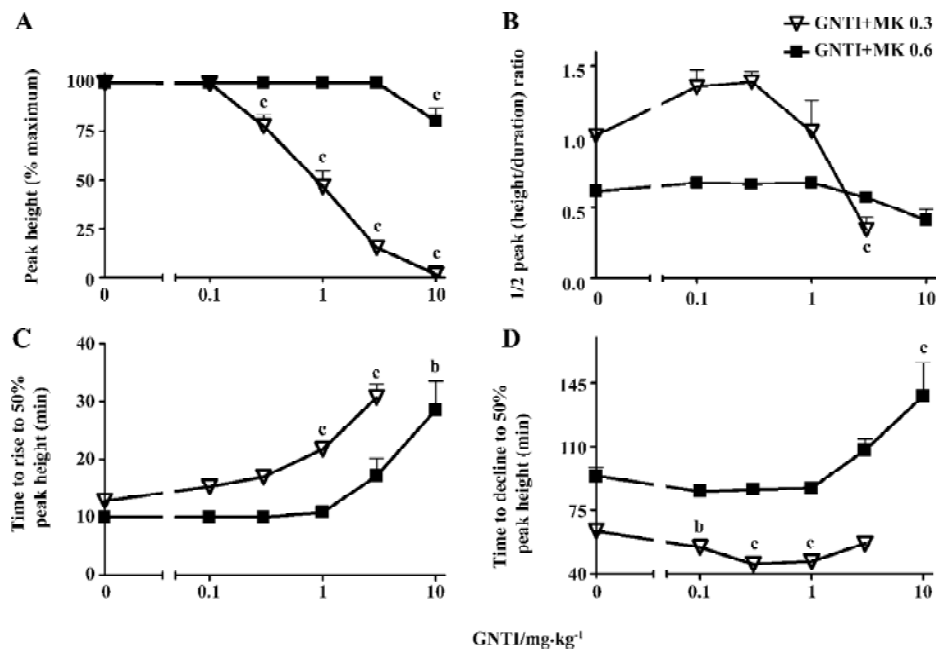 A
Peak height (% maximum)
100
75
50
25
0
c
c
c
c
c
0
0.1
1
10
B
GNTI+MK 0.3
GNTI+MK 0.6
1/2 peak (height/duration) ratio
1.5
1.0
0.5
0.0
c
0
0.1
1
10
C
Time to rise to 50%
peak height (min)
40
30
20
10
0
c
c
b
0
0.1
1
10
D
Time to decline to 50%
peak height (min)
145
110
75
40
c
b
c
c
0
0.1
1
10
GNTI/mg·kg-1